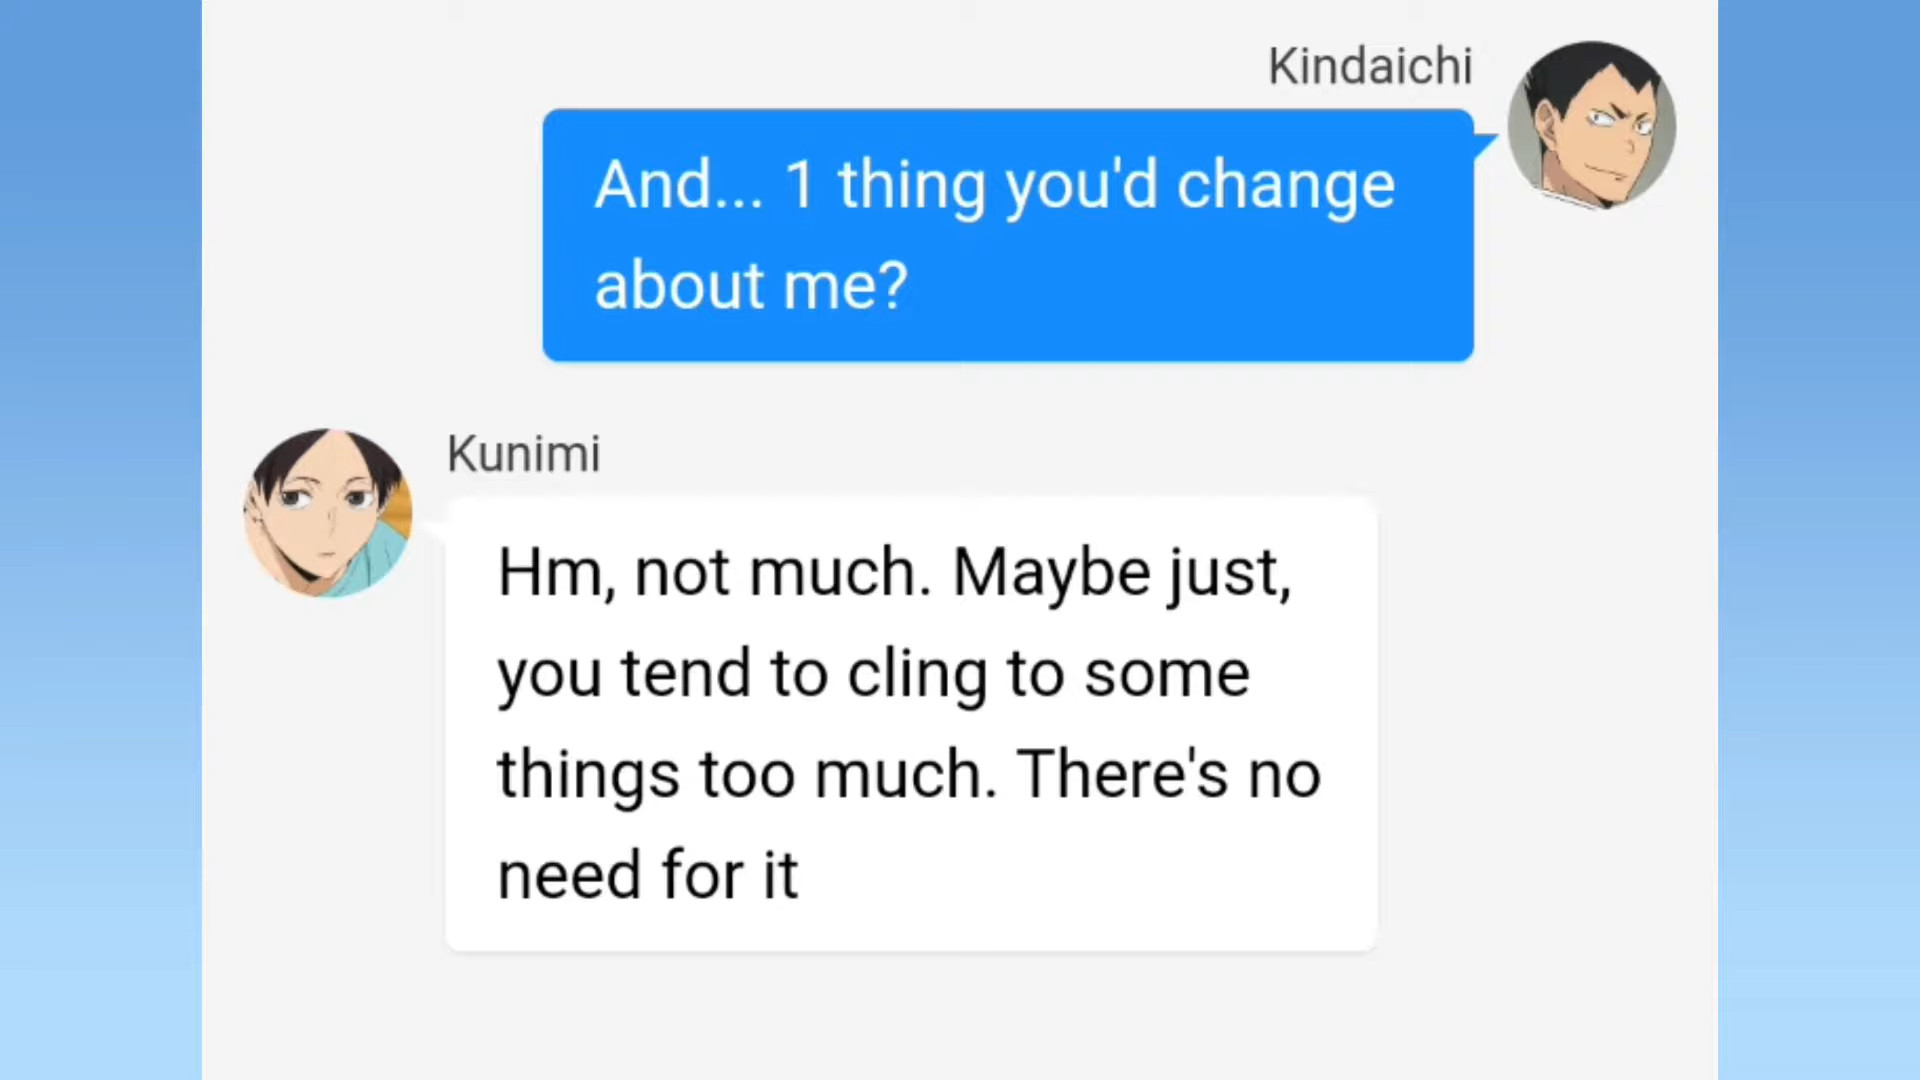 Kindaichi
And... 1 thing you'd change
about me?
Kunimi
Hm, not much. Maybe just,
you tend to cling to some
things too much. There's no
need for it